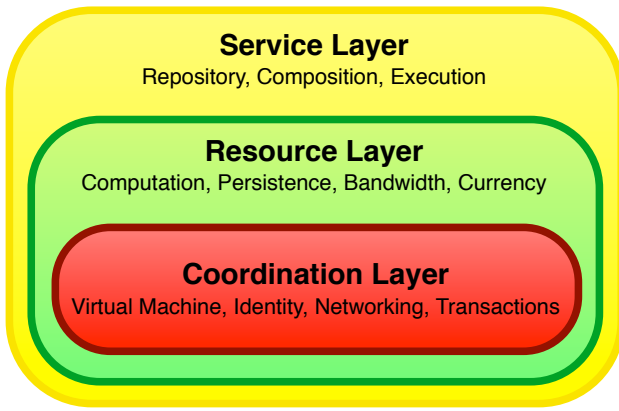 Service Layer
Repository, Composition, Execution
Resource Layer
Computation, Persistence, Bandwidth, Currency
Coordination Layer
Virtual Machine, Identity, Networking, Transactions